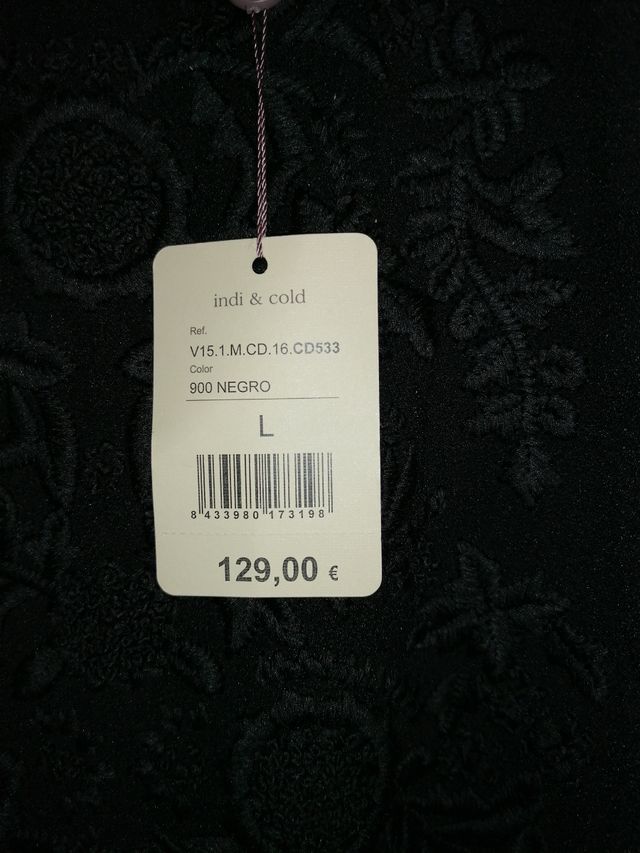 indi & cold
Ref.
V15.1.M.CD.16.CD533
Color
900 NEGRO
L
8 433980 173198
129,00 €